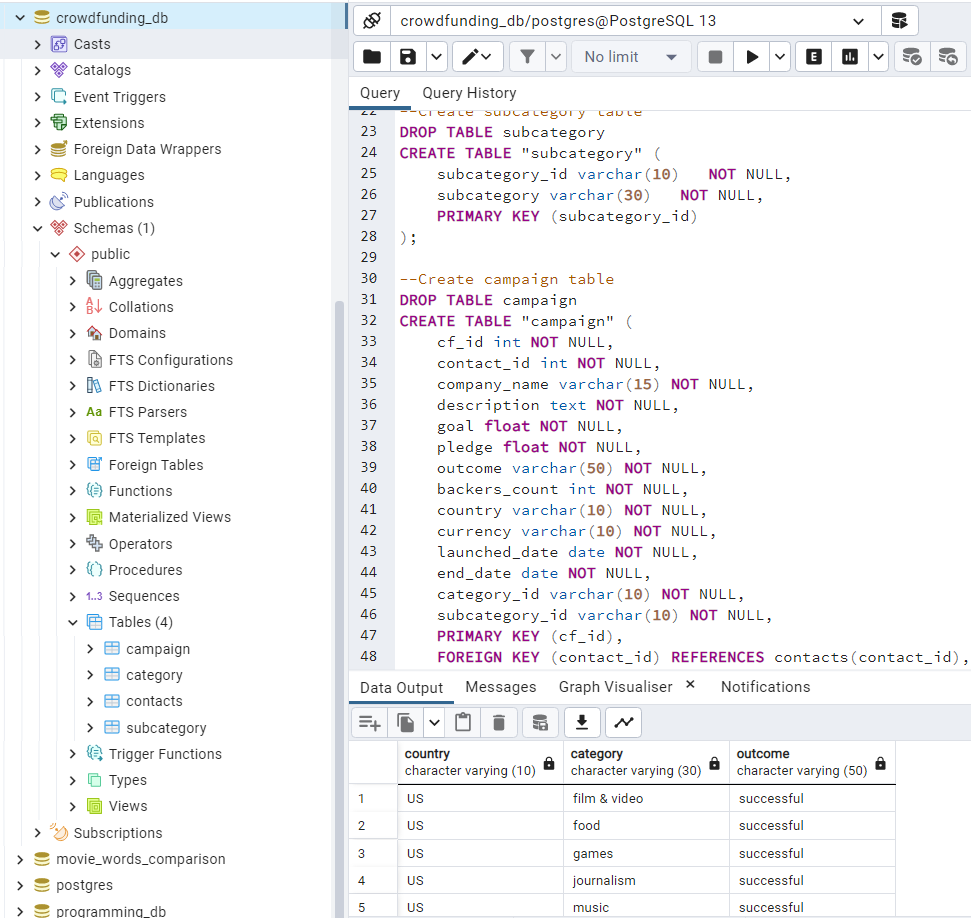 crowdfunding_db
Casts
Catalogs
Event Triggers
Extensions
Foreign Data Wrappers
Languages
Publications
Schemas (1)
public
Aggregates
Collations
Domains
FTS Configurations
FTS Dictionaries
Aa FTS Parsers
FTS Templates
Foreign Tables
Functions
Materialized Views
Operators
Procedures
1..3 Sequences
Tables (4)
campaign
category
contacts
subcategory
Trigger Functions
Types
Views
Subscriptions
movie_words_comparison
postgres
programming_db
crowdfunding_db/postgres@PostgreSQL 13
No limit
E
Query Query History
22 --Create subcategory table
23 DROP TABLE subcategory
24 CREATE TABLE "subcategory" (
25 subcategory_id varchar(10) NOT NULL,
26 subcategory varchar(30) NOT NULL,
27 PRIMARY KEY (subcategory_id)
28 );
29
30 --Create campaign table
31 DROP TABLE campaign
32 CREATE TABLE "campaign" (
33 cf_id int NOT NULL,
34 contact_id int NOT NULL,
35 company_name varchar(15) NOT NULL,
36 description text NOT NULL,
37 goal float NOT NULL,
38 pledge float NOT NULL,
39 outcome varchar(50) NOT NULL,
40 backers_count int NOT NULL,
41 country varchar(10) NOT NULL,
42 currency varchar(10) NOT NULL,
43 launched_date date NOT NULL,
44 end_date date NOT NULL,
45 category_id varchar(10) NOT NULL,
46 subcategory_id varchar(10) NOT NULL,
47 PRIMARY KEY (cf_id),
48 FOREIGN KEY (contact_id) REFERENCES contacts(contact_id),
Data Output Messages Graph Visualiser × Notifications
country category outcome
character varying (10) character varying (30) character varying (50)
1 US film & video successful
2 US food successful
3 US games successful
4 US journalism successful
5 US music successful